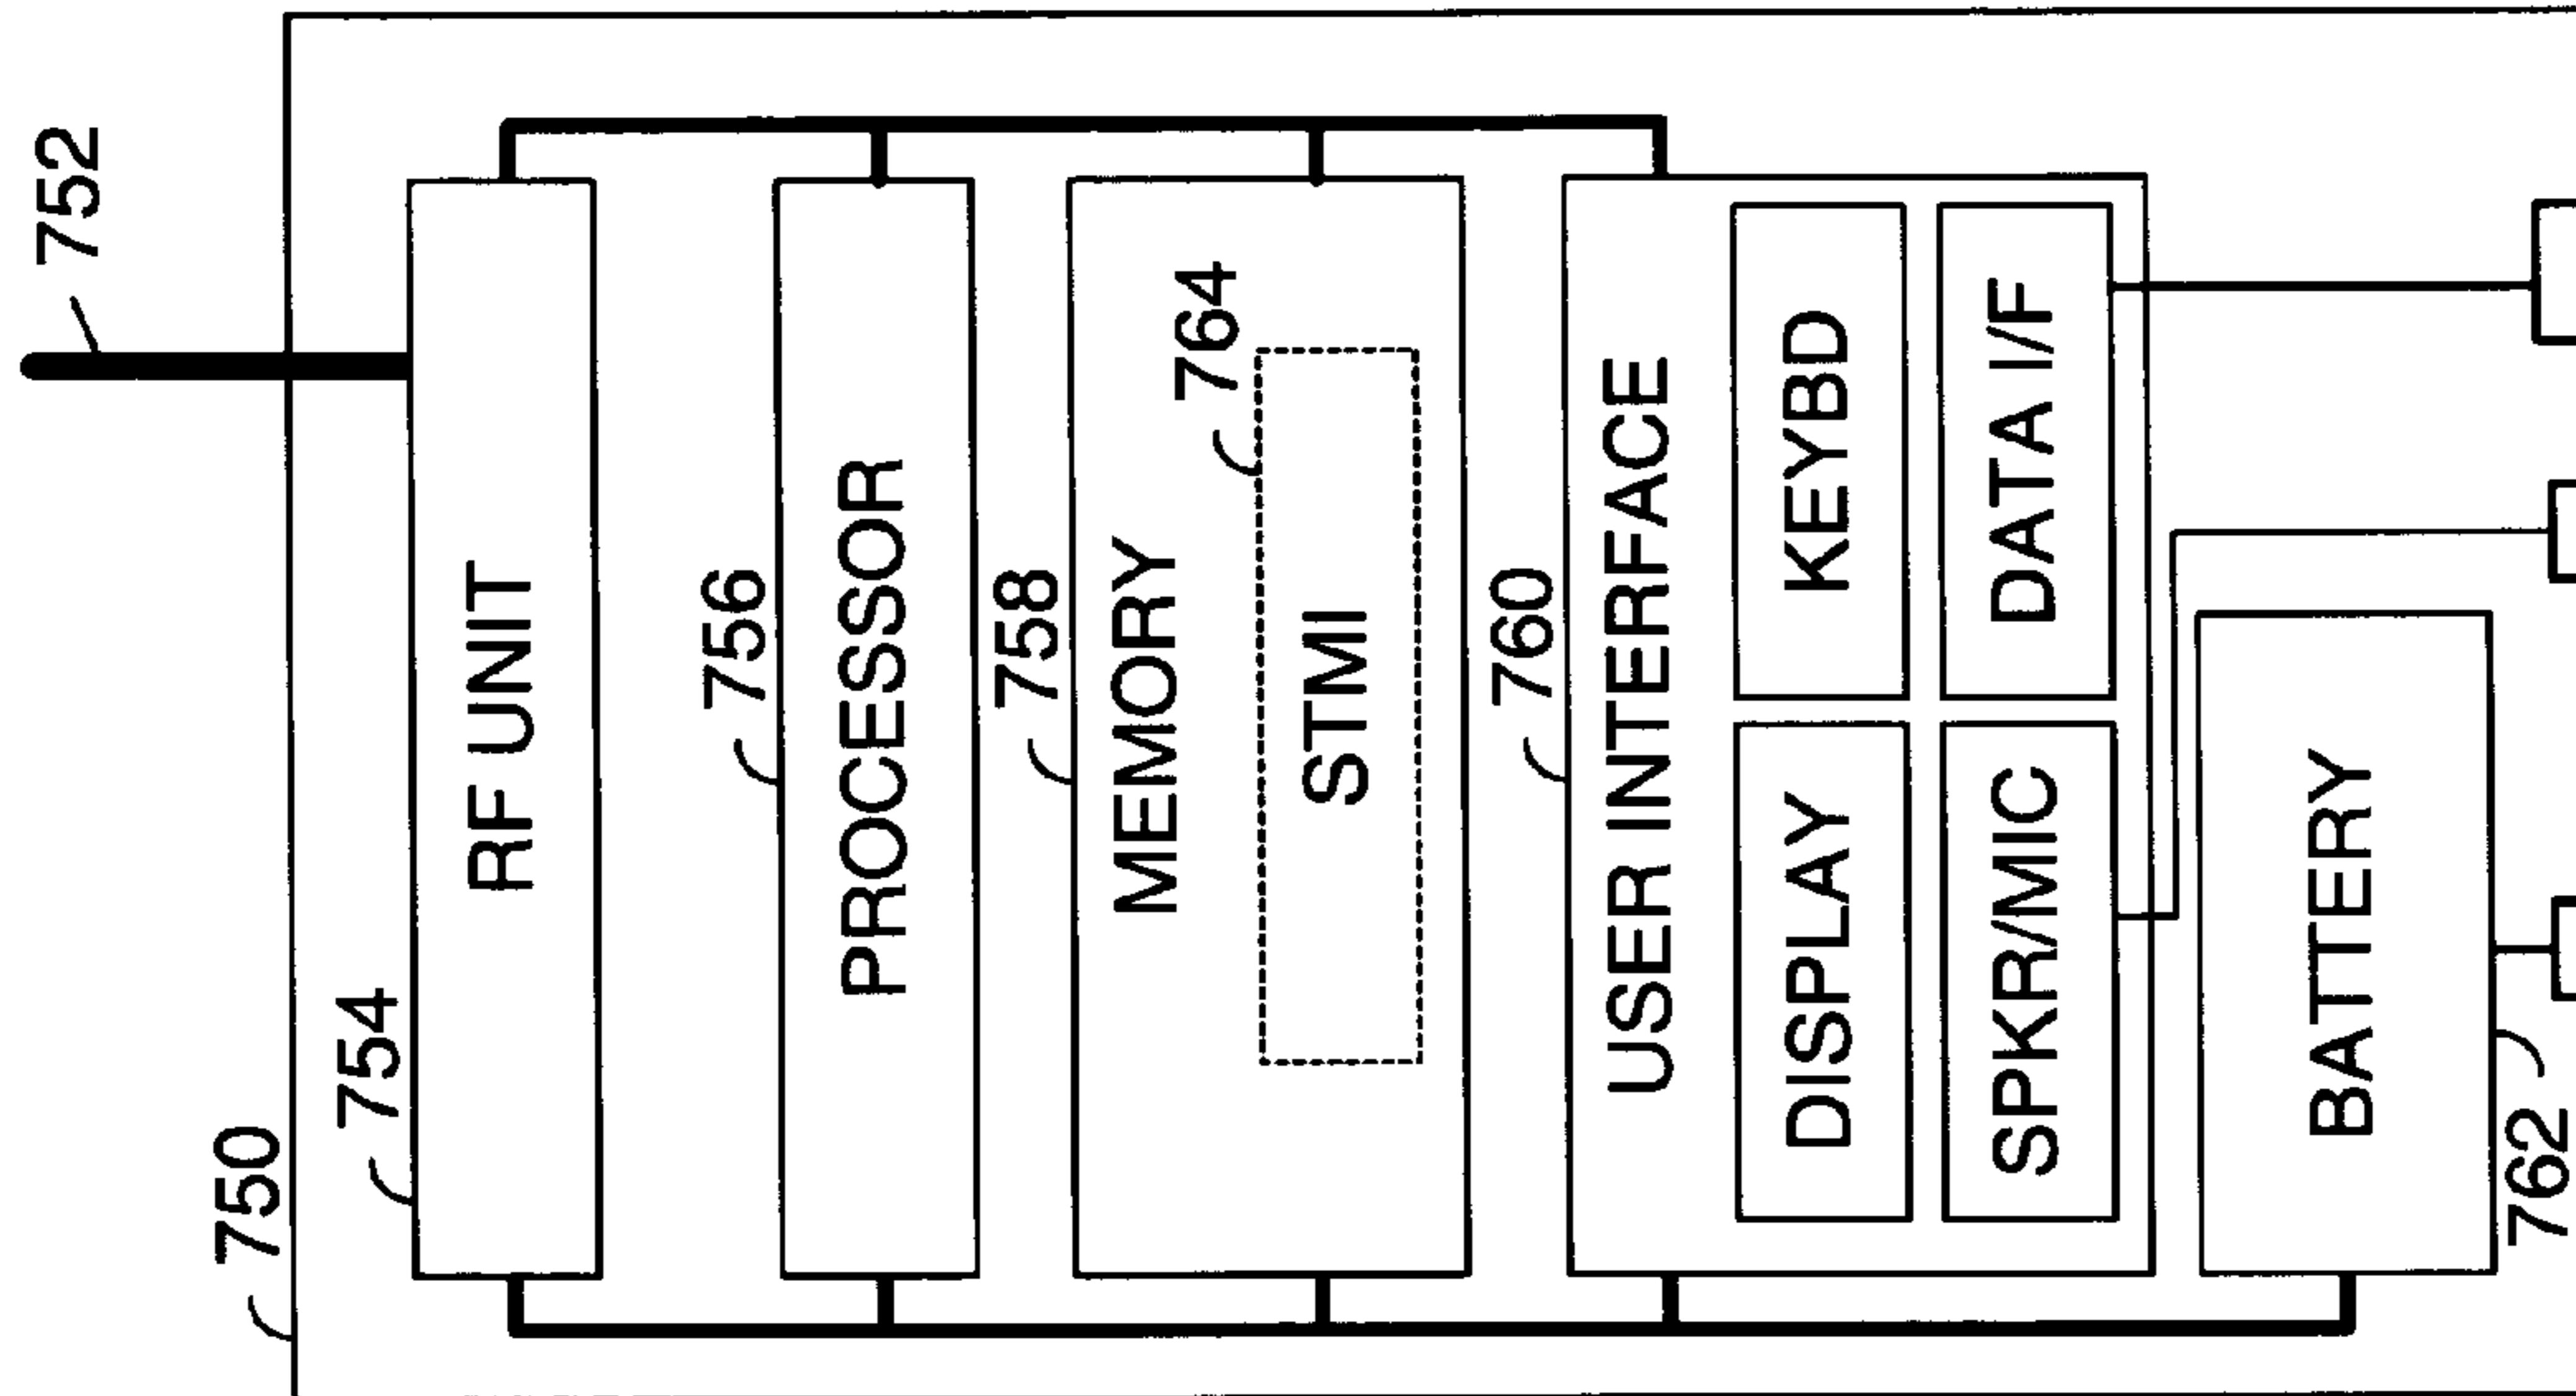 752
750
754
RF UNIT
756
PROCESSOR
758
MEMORY
764
STMI
760
USER INTERFACE
DISPLAY
KEYBD
SPKR/MIC
DATA I/F
BATTERY
762